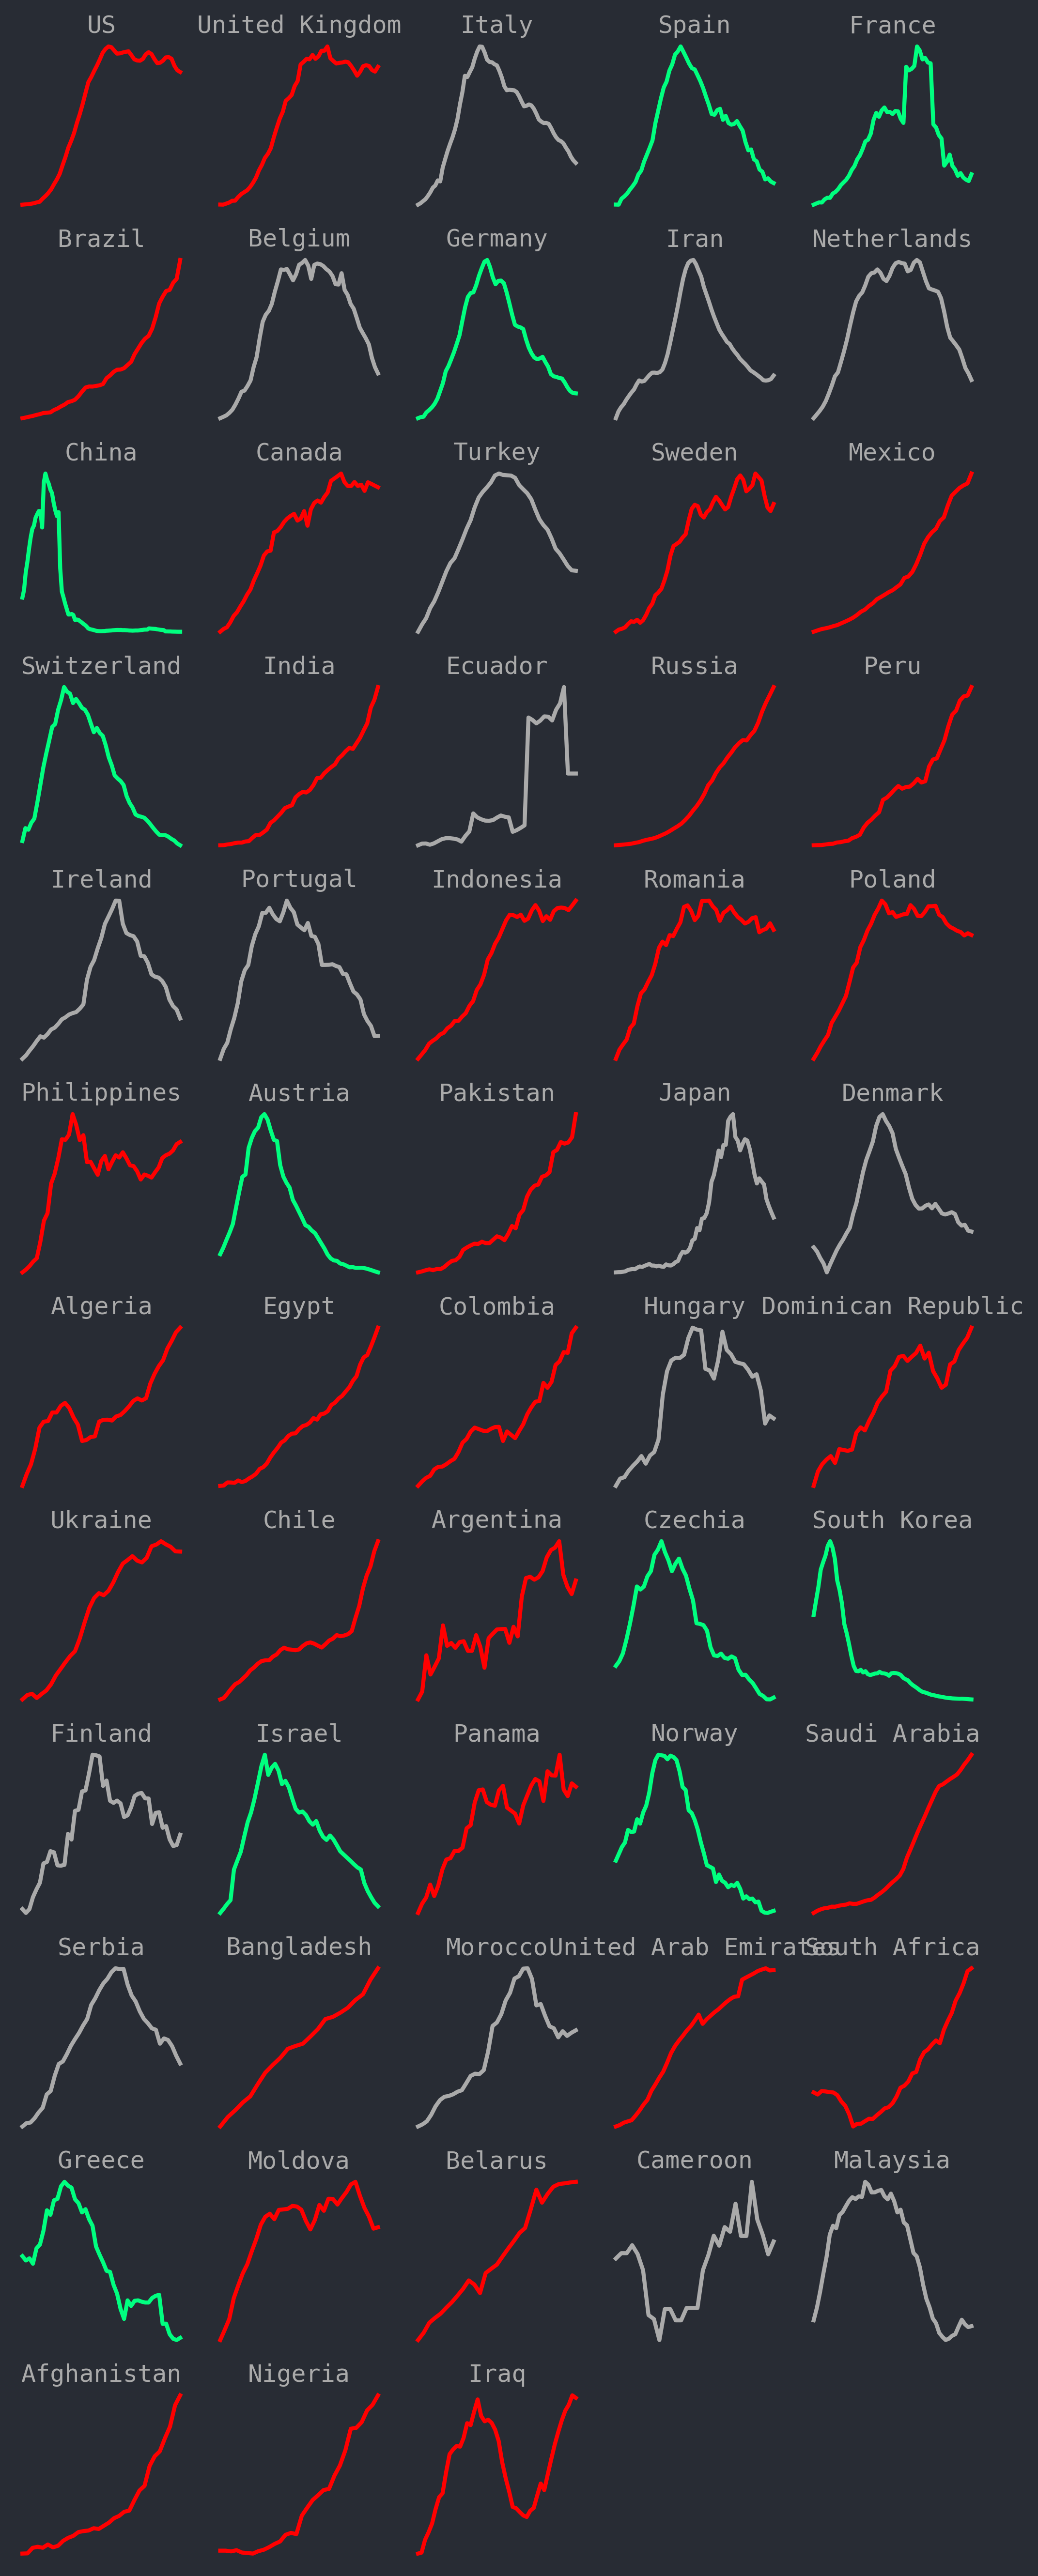 US United Kingdom Italy Spain France
Brazil Belgium Germany Iran Netherlands
China Canada Turkey Sweden Mexico
Switzerland India Ecuador Russia Peru
Ireland Portugal Indonesia Romania Poland
Philippines Austria Pakistan Japan Denmark
Algeria Egypt Colombia Hungary Dominican Republic
Ukraine Chile Argentina Czechia South Korea
Finland Israel Panama Norway Saudi Arabia
Serbia Bangladesh Morocco United Arab Emirates South Africa
Greece Moldova Belarus Cameroon Malaysia
Afghanistan Nigeria Iraq